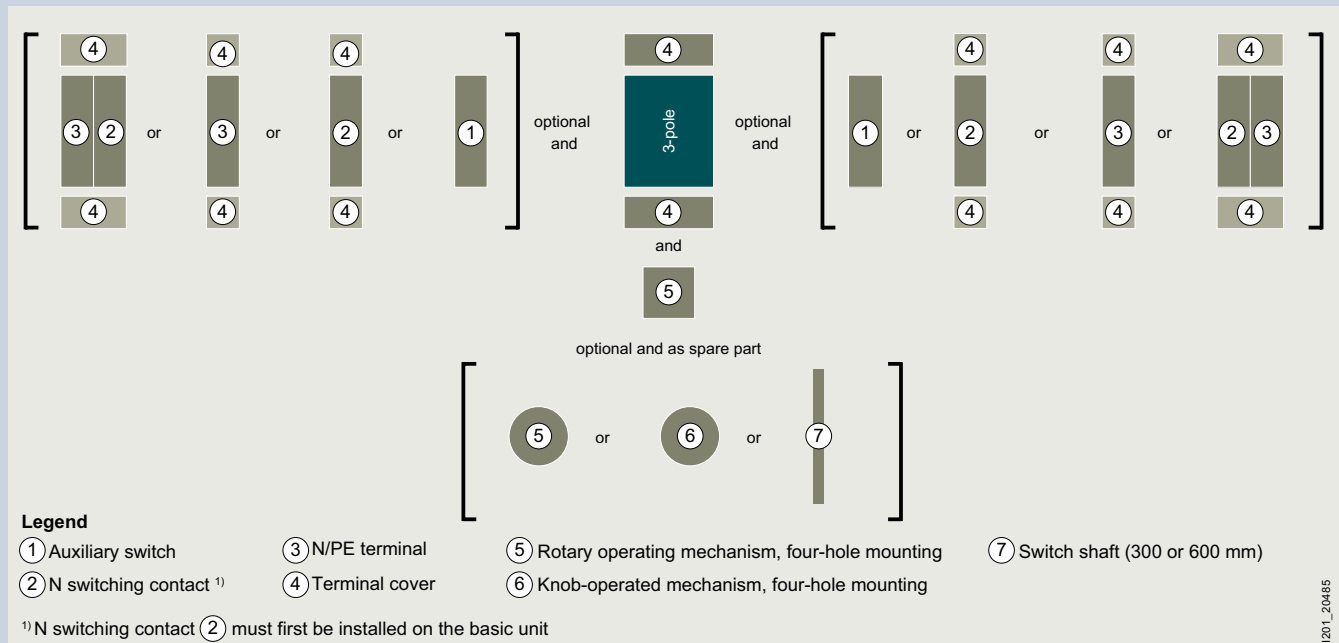 ④ ④ ④ ④ ④ ④ ④
③ ② or ③ or ② or ① optional and 3-pole optional and ① or ② or ③ or ② ③
④ ④ ④ ④ ④ ④ ④
and
⑤
optional and as spare part
⑤ or ⑥ or ⑦
Legend
① Auxiliary switch
② N switching contact ¹⁾
③ N/PE terminal
④ Terminal cover
⑤ Rotary operating mechanism, four-hole mounting
⑥ Knob-operated mechanism, four-hole mounting
⑦ Switch shaft (300 or 600 mm)
¹⁾ N switching contact ② must first be installed on the basic unit
I201_20485